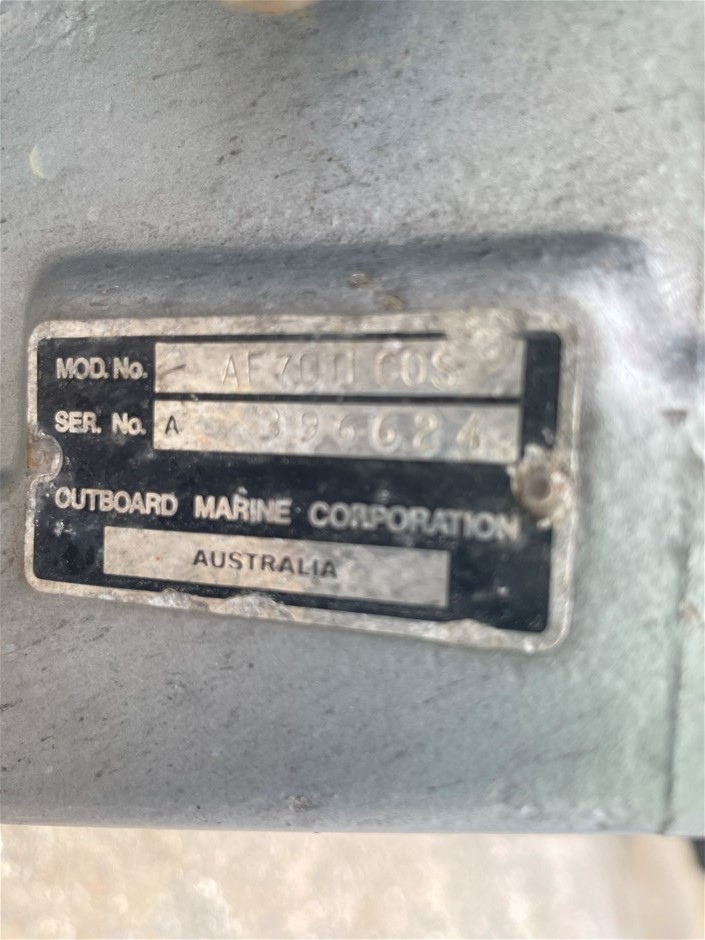 MOD. No.
SER. No. A 396624
OUTBOARD MARINE CORPORATION
AUSTRALIA